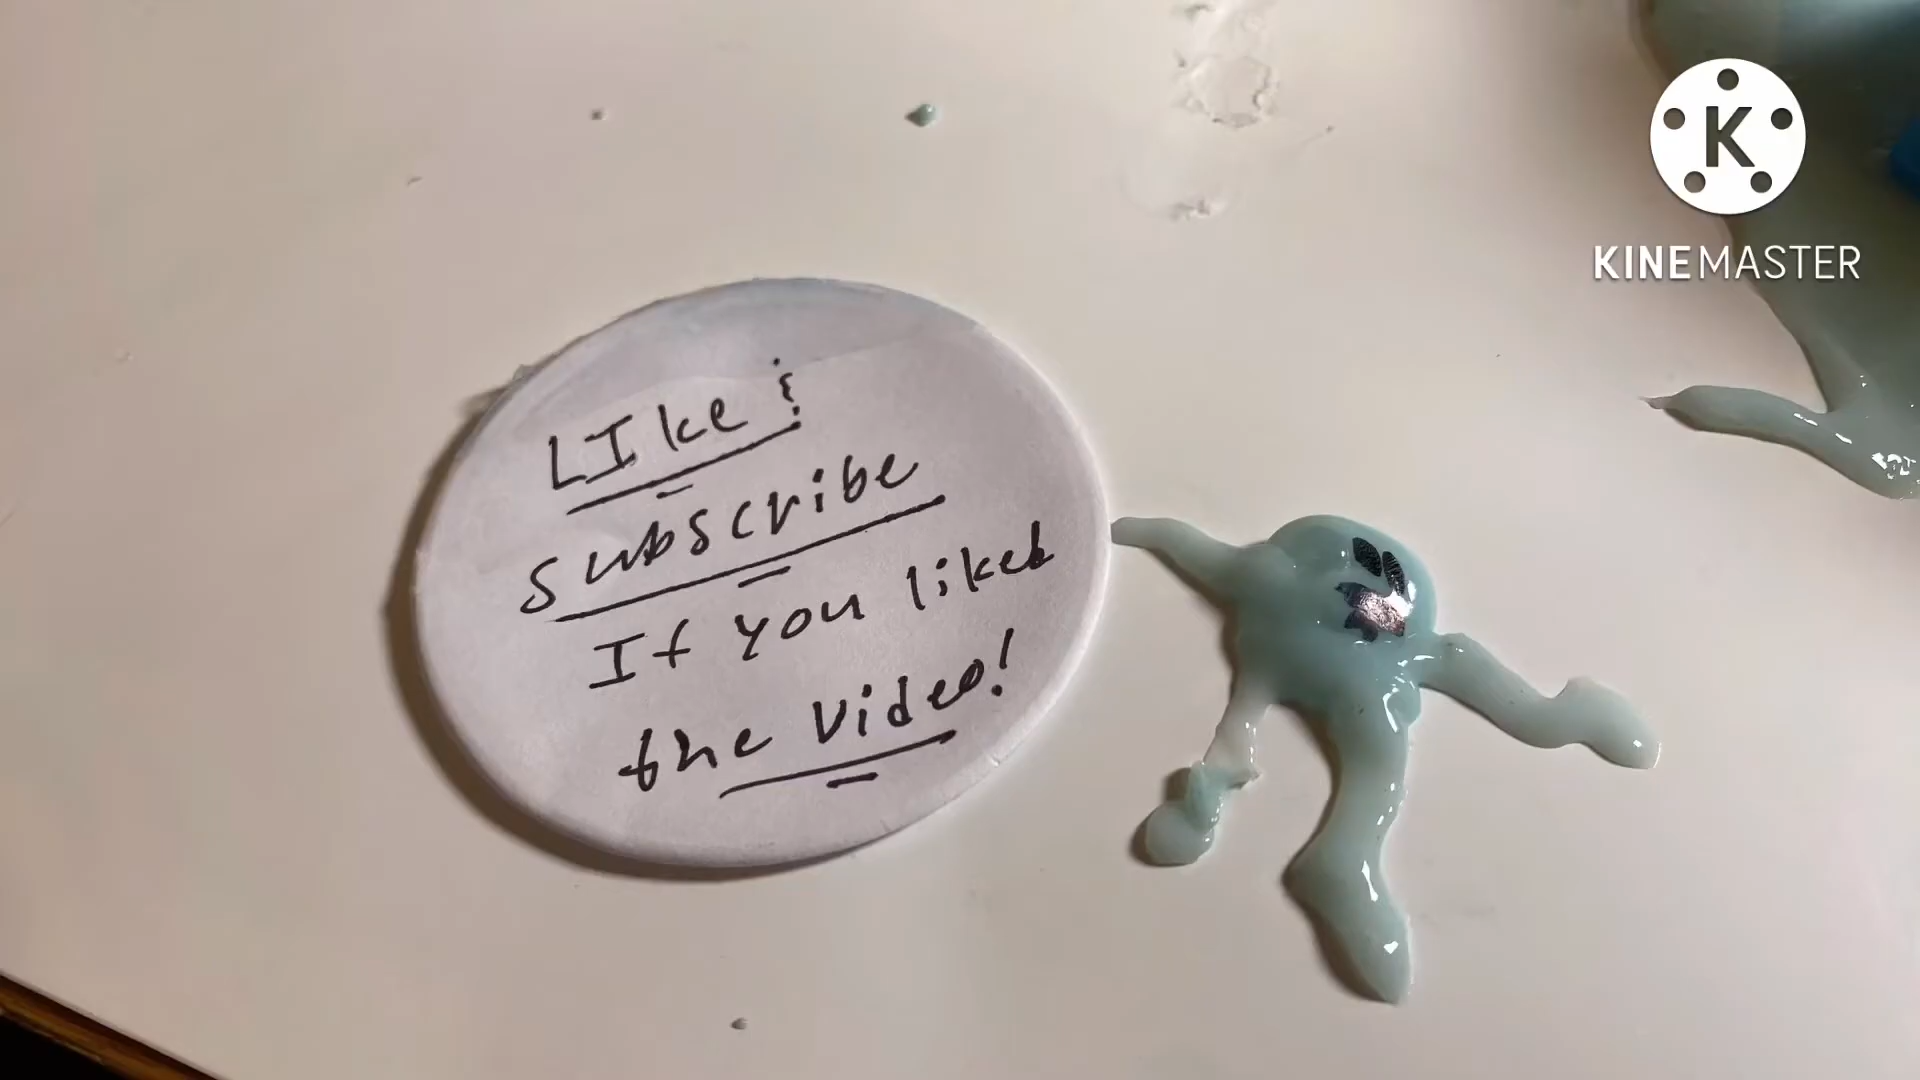 LIke &
subscribe
If you liked
the video!
K
KINEMASTER